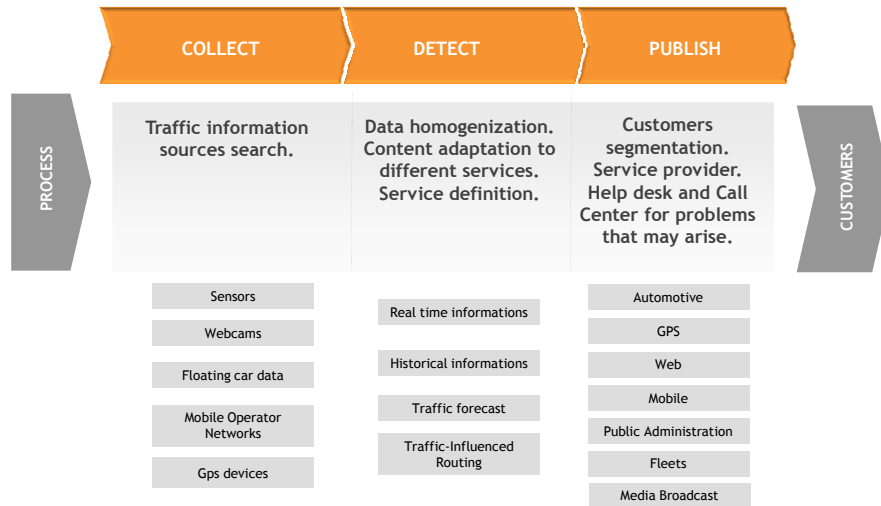 COLLECT
DETECT
PUBLISH
PROCESS
Traffic information
sources search.
Data homogenization.
Content adaptation to
different services.
Service definition.
Customers
segmentation.
Service provider.
Help desk and Call
Center for problems
that may arise.
CUSTOMERS
Sensors
Webcams
Floating car data
Mobile Operator
Networks
Gps devices
Real time informations
Historical informations
Traffic forecast
Traffic-Influenced
Routing
Automotive
GPS
Web
Mobile
Public Administration
Fleets
Media Broadcast